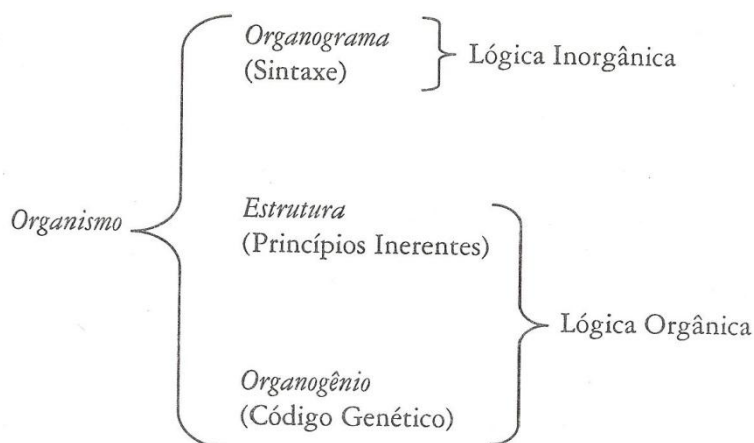 Organograma
(Sintaxe)
Lógica Inorgânica
Organismo
Estrutura
(Princípios Inerentes)
Lógica Orgânica
Organogênio
(Código Genético)